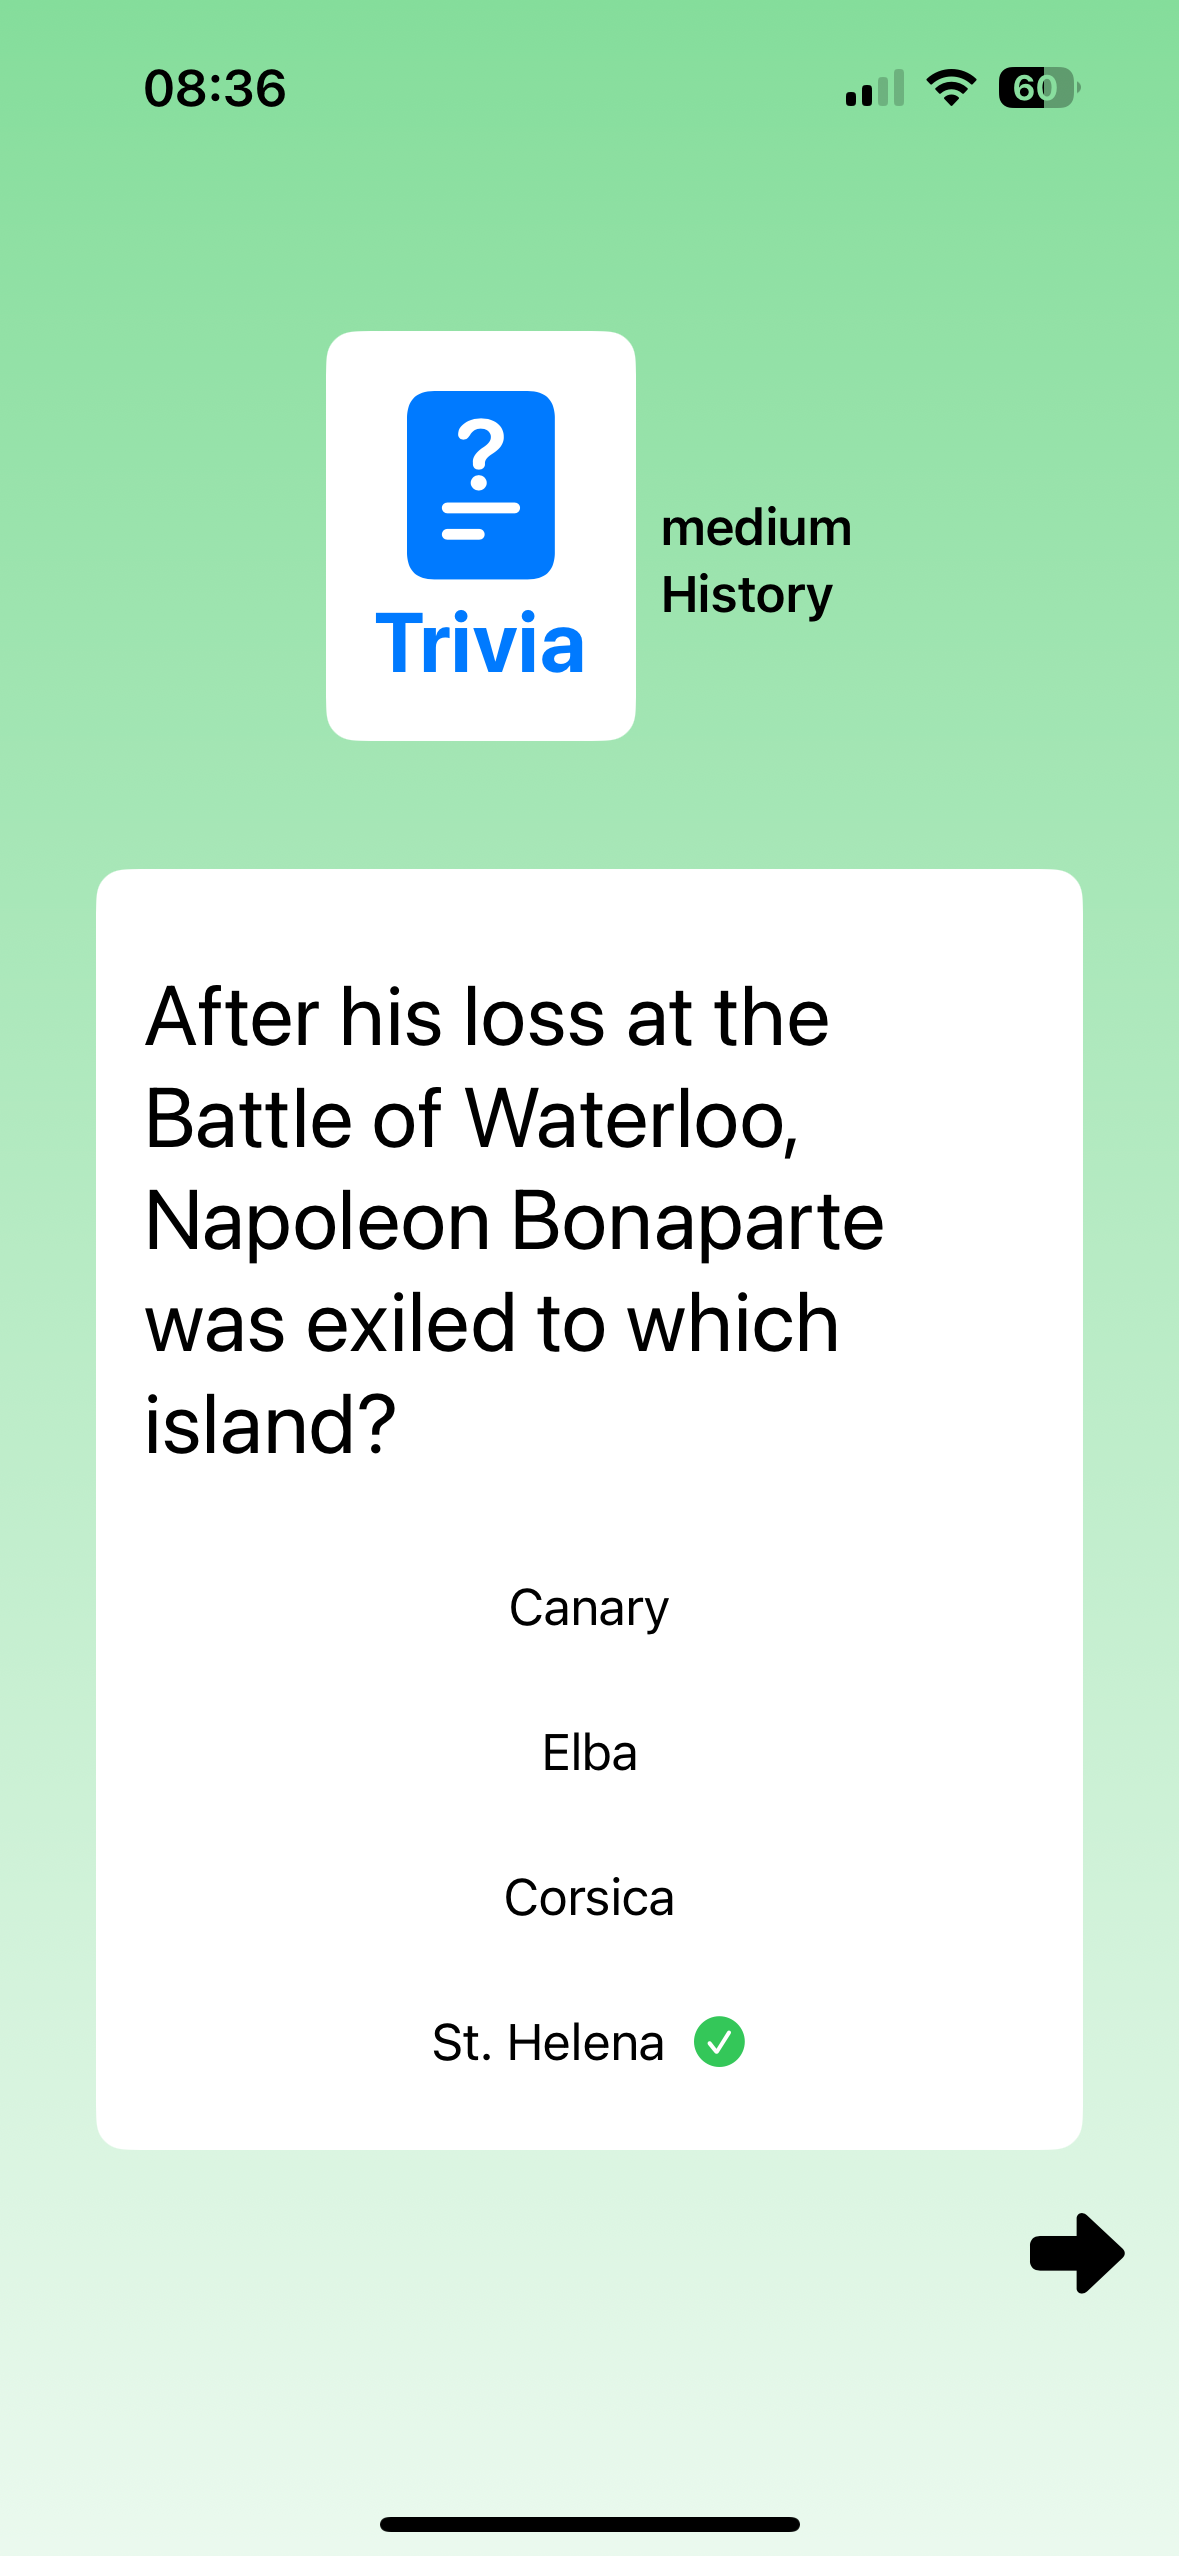 08:36
60
?
Trivia
medium
History
After his loss at the
Battle of Waterloo,
Napoleon Bonaparte
was exiled to which
island?
Canary
Elba
Corsica
St. Helena